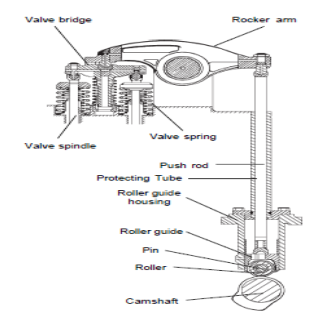 Valve bridge
Rocker arm
Valve spring
Valve spindle
Push rod
Protecting Tube
Roller guide
housing
Roller guide
Pin
Roller
Camshaft